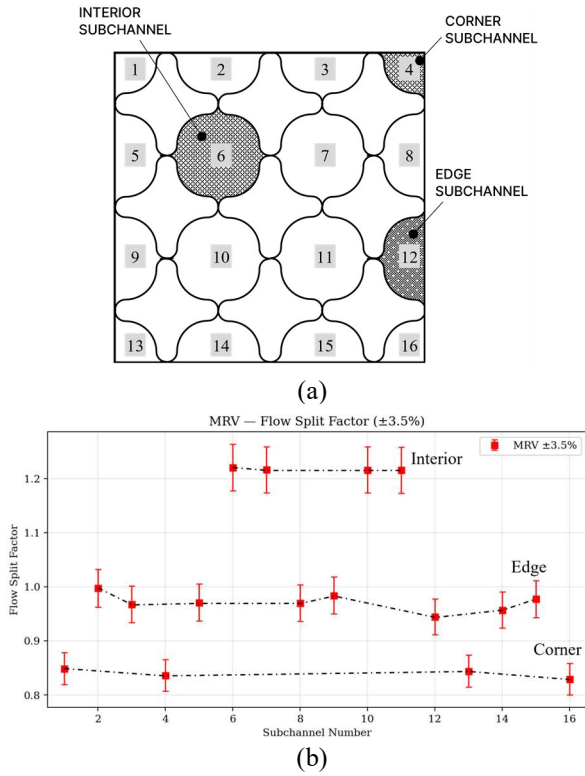 INTERIOR
SUBCHANNEL
CORNER
SUBCHANNEL
1 2 3 4
5 6 7 8
EDGE
SUBCHANNEL
9 10 11 12
13 14 15 16
(a)
MRV — Flow Split Factor (±3.5%)
MRV ±3.5%
Interior
Edge
Corner
Flow Split Factor
1.2
1.1
1.0
0.9
0.8
2 4 6 8 10 12 14 16
Subchannel Number
(b)